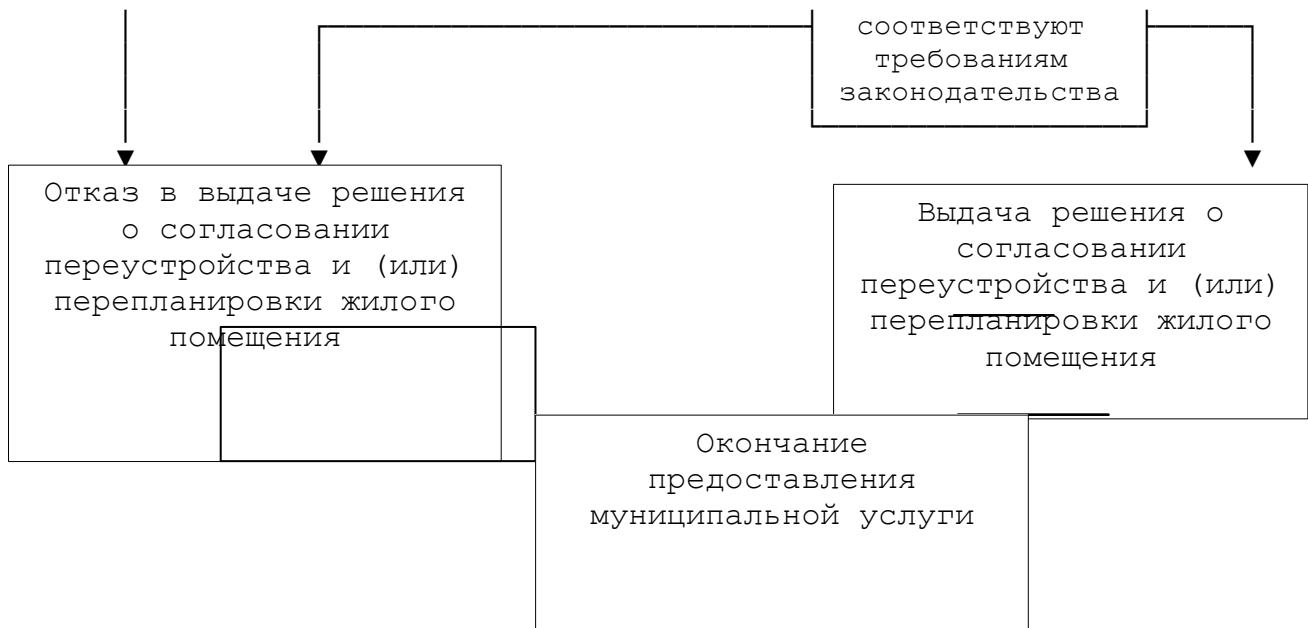 соответствуют
требованиям
законодательства
Отказ в выдаче решения
о согласовании
переустройства и (или)
перепланировки жилого
помещения
Выдача решения о
согласовании
переустройства и (или)
перепланировки жилого
помещения
Окончание
предоставления
муниципальной услуги